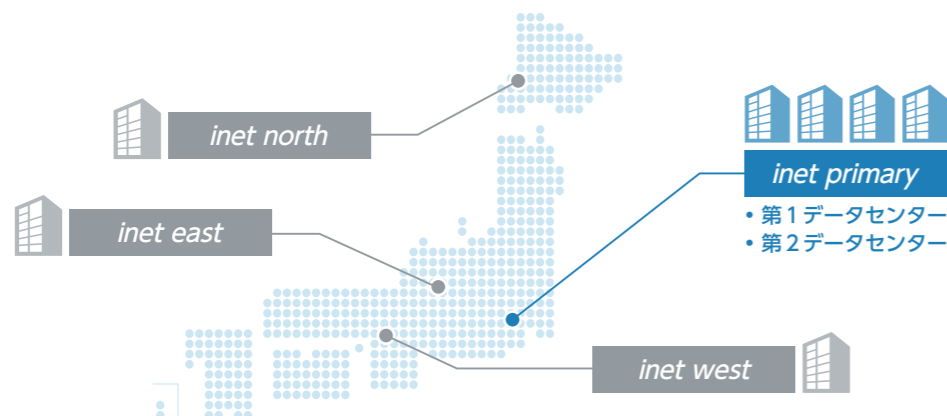 inet north
inet primary
• 第1データセンター
• 第2データセンター
inet east
inet west